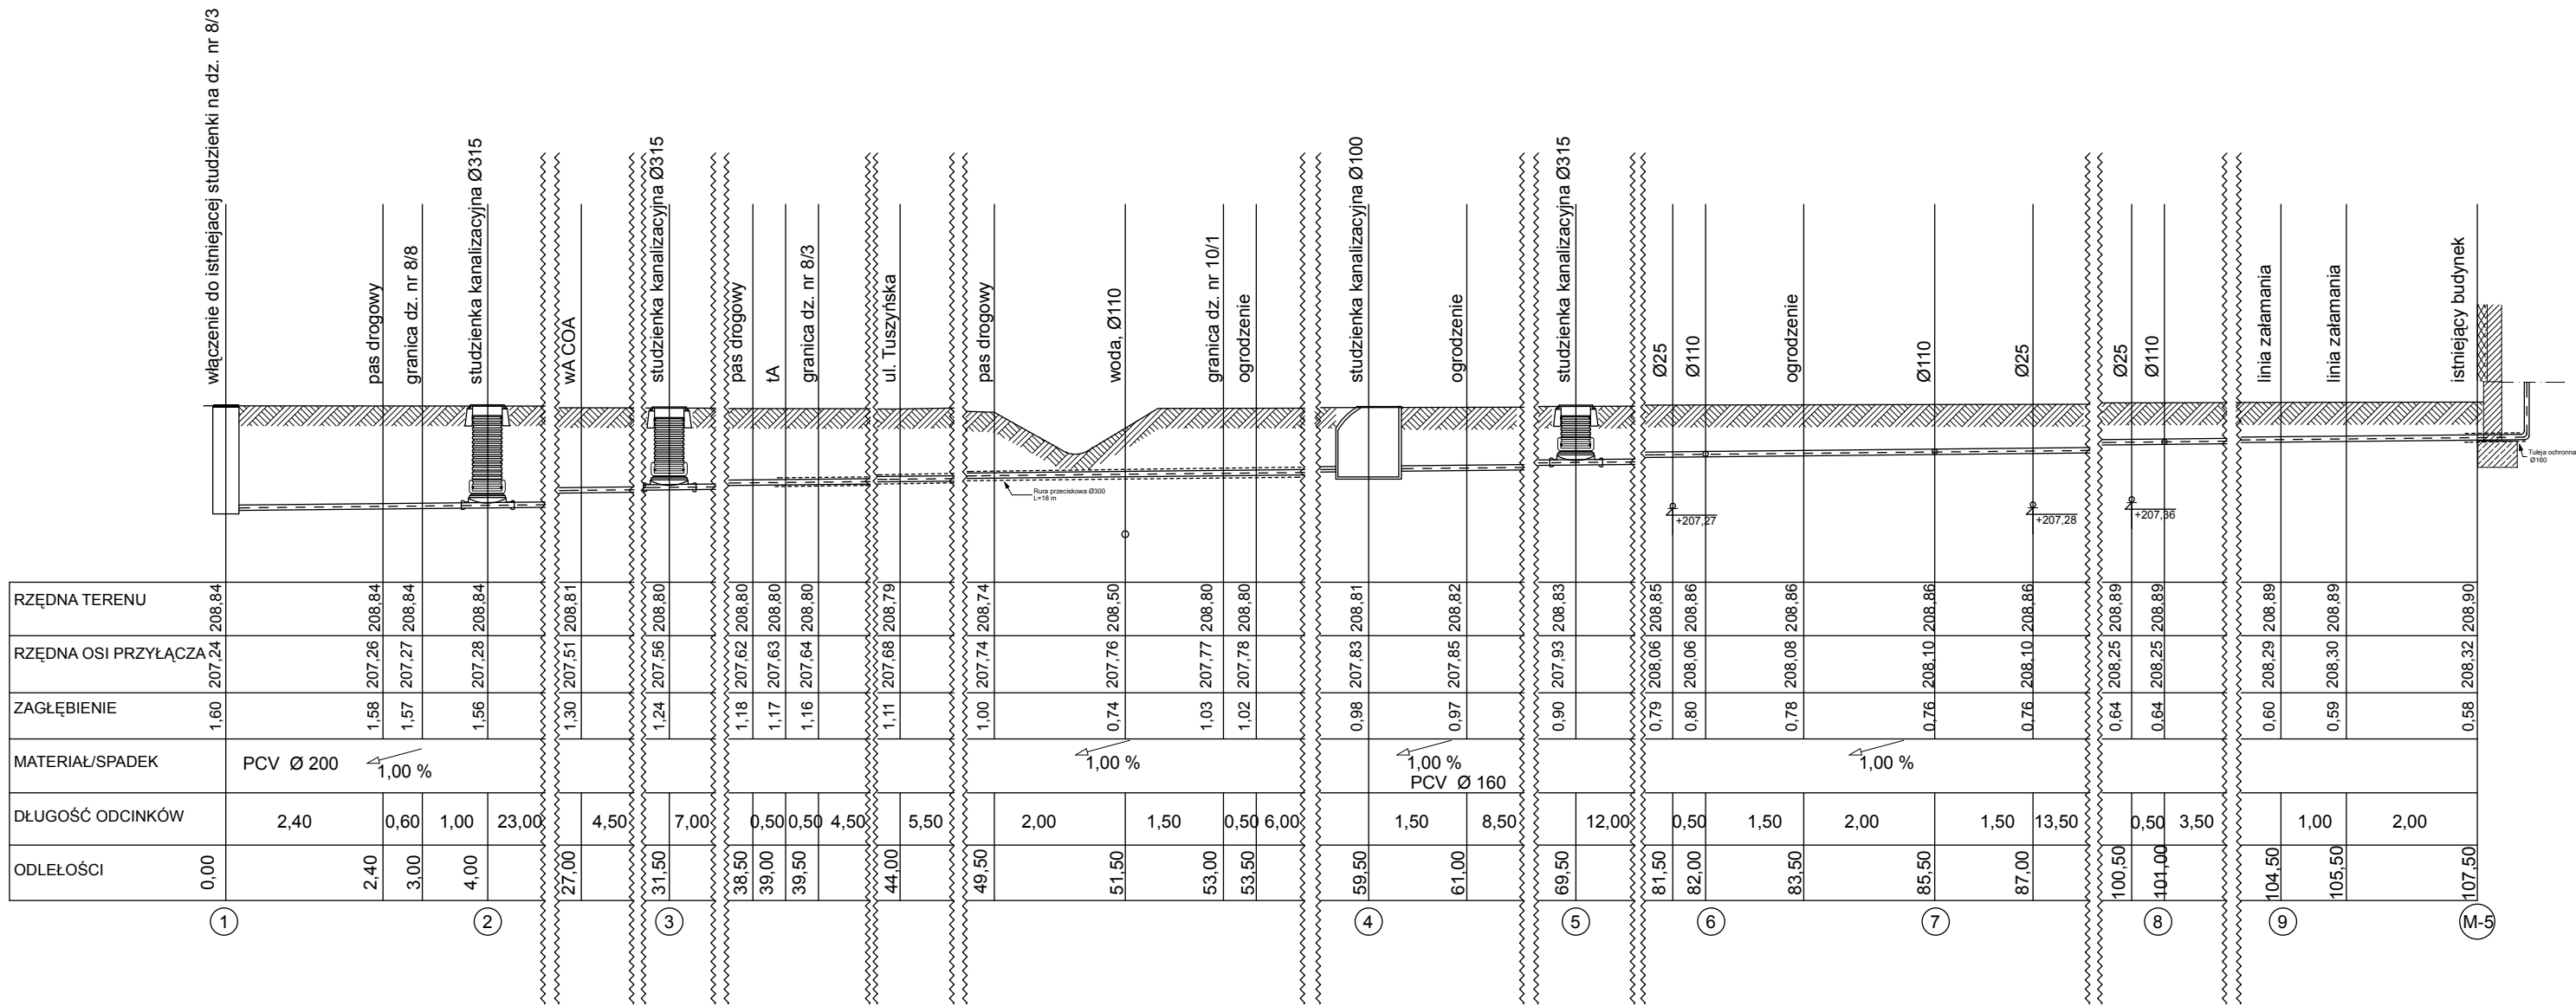 włączenie do istniejacej studzienki na dz. nr 8/3
pas drogowy
granica dz. nr 8/8
studzienka kanalizacyjna Ø315
wA COA
studzienka kanalizacyjna Ø315
pas drogowy
tA
granica dz. nr 8/3
ul. Tuszyńska
pas drogowy
woda, Ø110
granica dz. nr 10/1
ogrodzenie
studzienka kanalizacyjna Ø100
ogrodzenie
studzienka kanalizacyjna Ø315
Ø25
Ø110
ogrodzenie
Ø110
Ø25
Ø25
Ø110
linia załamania
linia załamania
istniejący budynek
Rura przeciskowa Ø300
L=18 m
+207,27
+207,28
+207,36
Tuleja ochronna
Ø160
RZĘDNA TERENU 208,84 208,84 208,84 208,84 208,81 208,80 208,80 208,80 208,80 208,79 208,74 208,50 208,80 208,80 208,81 208,82 208,83 208,85 208,86 208,86 208,86 208,86 208,89 208,89 208,89 208,89 208,90
RZĘDNA OSI PRZYŁĄCZA 207,24 207,26 207,27 207,28 207,51 207,56 207,62 207,63 207,64 207,68 207,74 207,76 207,77 207,78 207,83 207,85 207,93 208,06 208,06 208,08 208,10 208,10 208,25 208,25 208,29 208,30 208,32
ZAGŁĘBIENIE 1,60 1,58 1,57 1,56 1,30 1,24 1,18 1,17 1,16 1,11 1,00 0,74 1,03 1,02 0,98 0,97 0,90 0,79 0,80 0,78 0,76 0,76 0,64 0,64 0,60 0,59 0,58
MATERIAŁ/SPADEK PCV Ø 200 1,00 % 1,00 % 1,00 % 1,00 %
PCV Ø 160
DŁUGOŚĆ ODCINKÓW 2,40 0,60 1,00 23,00 4,50 7,00 0,50 0,50 4,50 5,50 2,00 1,50 0,50 6,00 1,50 8,50 12,00 0,50 1,50 2,00 1,50 13,50 0,50 3,50 1,00 2,00
ODLEŁOŚCI 0,00 2,40 3,00 4,00 27,00 31,50 38,50 39,00 39,50 44,00 49,50 51,50 53,00 53,50 59,50 61,00 69,50 81,50 82,00 83,50 85,50 87,00 100,50 101,00 104,50 105,50 107,50
1 2 3 4 5 6 7 8 9 M-5